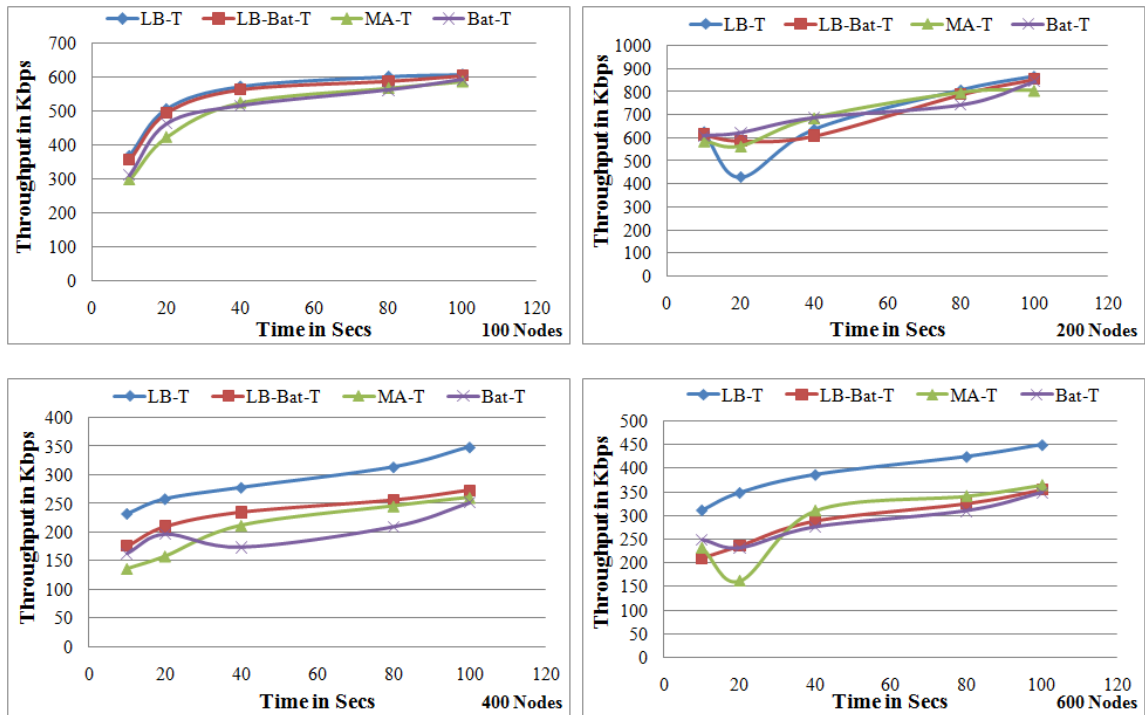 LB-T LB-Bat-T MA-T Bat-T
700
600
500
400
300
200
100
0
Throughput in Kbps
0 20 40 60 80 100 120
Time in Secs
100 Nodes
LB-T LB-Bat-T MA-T Bat-T
1000
900
800
700
600
500
400
300
200
100
0
Throughput in Kbps
0 20 40 60 80 100 120
Time in Secs
200 Nodes
LB-T LB-Bat-T MA-T Bat-T
400
350
300
250
200
150
100
50
0
Throughput in Kbps
0 20 40 60 80 100 120
Time in Secs
400 Nodes
LB-T LB-Bat-T MA-T Bat-T
500
450
400
350
300
250
200
150
100
50
0
Throughput in Kbps
0 20 40 60 80 100 120
Time in Secs
600 Nodes